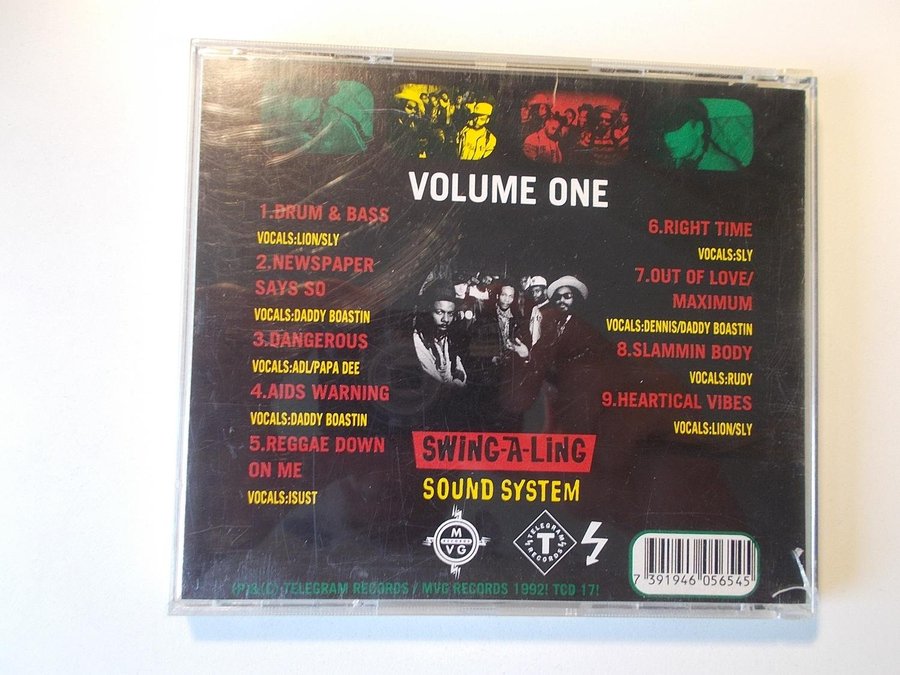 VOLUME ONE
1.DRUM & BASS
VOCALS:LION/SLY
2.NEWSPAPER
SAYS SO
VOCALS:DADDY BOASTIN
3.DANGEROUS
VOCALS:ADL/PAPA DEE
4.AIDS WARNING
VOCALS:DADDY BOASTIN
5.REGGAE DOWN
ON ME
VOCALS:ISUST
6.RIGHT TIME
VOCALS:SLY
7.OUT OF LOVE/
MAXIMUM
VOCALS:DENNIS/DADDY BOASTIN
8.SLAMMIN BODY
VOCALS:RUDY
9.HEARTICAL VIBES
VOCALS:LION/SLY
SWING-A-LING
SOUND SYSTEM
MVG
RECORDS
TELEGRAM
T
RECORDS
7 391946 056545
(P)&(C) TELEGRAM RECORDS / MVG RECORDS 1992! TCD 17!